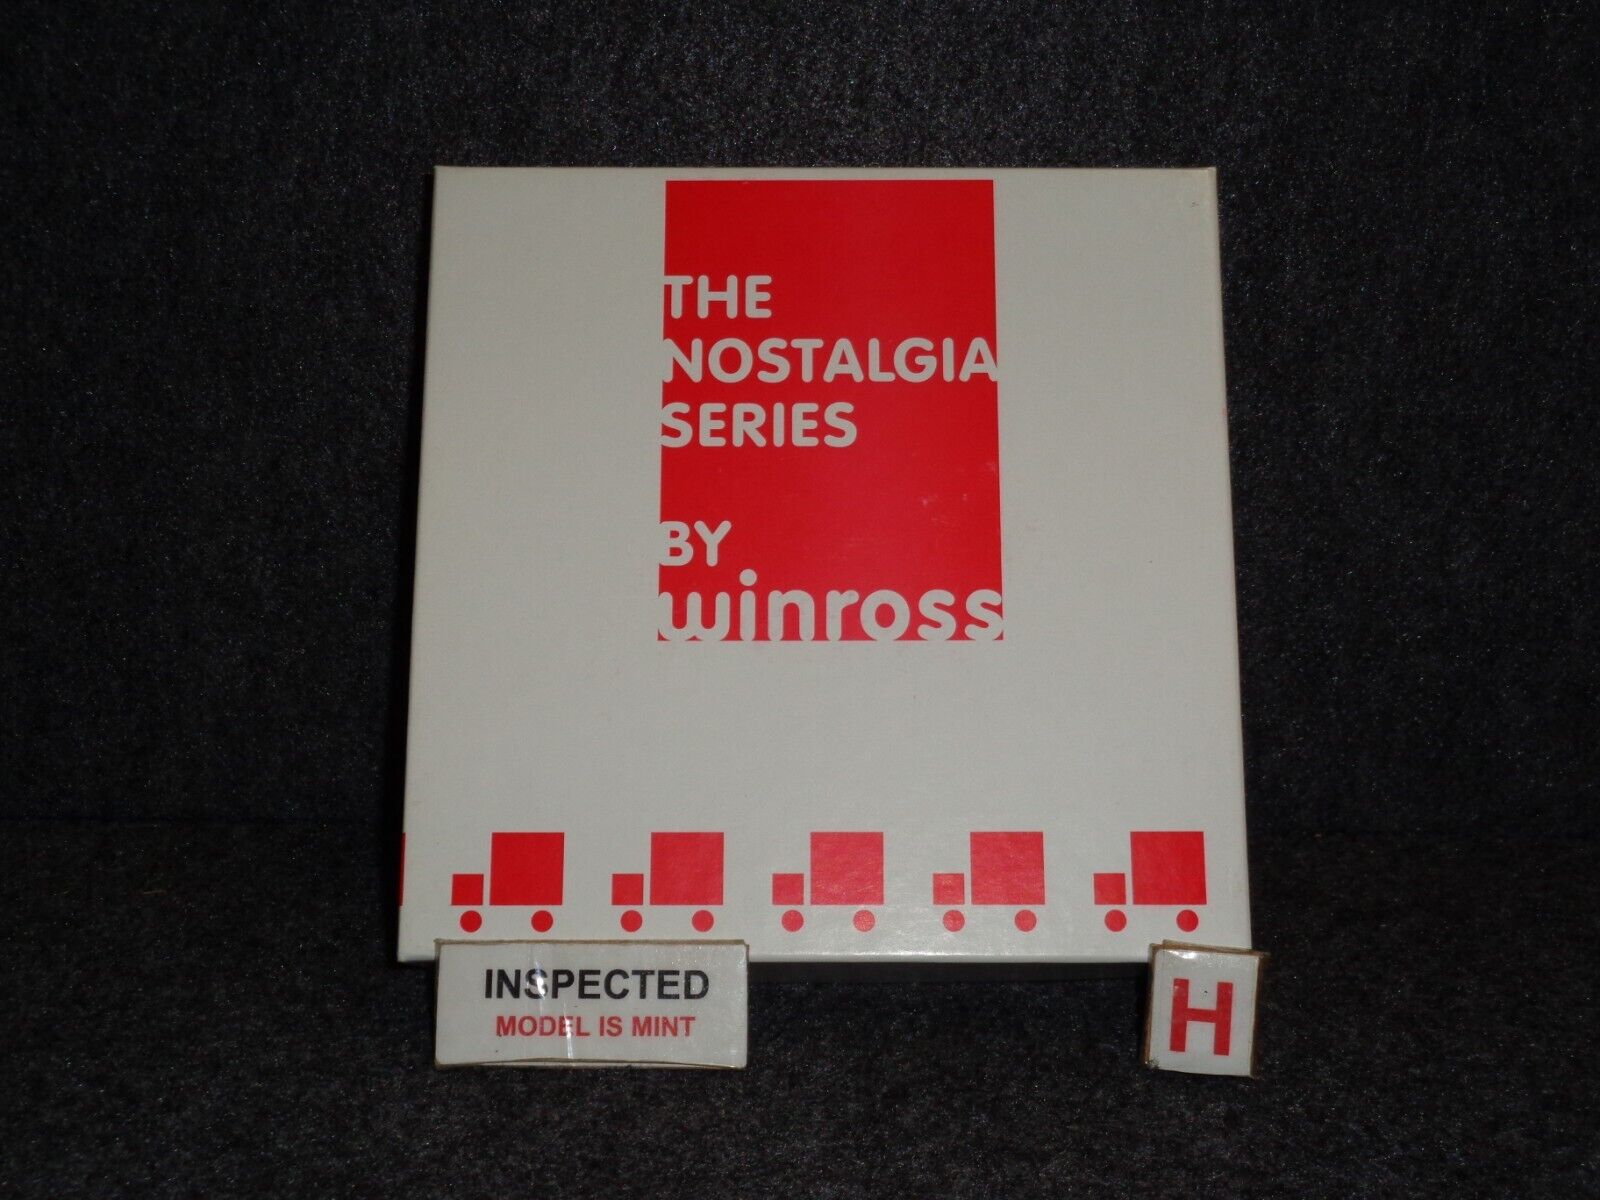 THE
NOSTALGIA
SERIES
BY
winross
INSPECTED
MODEL IS MINT
H